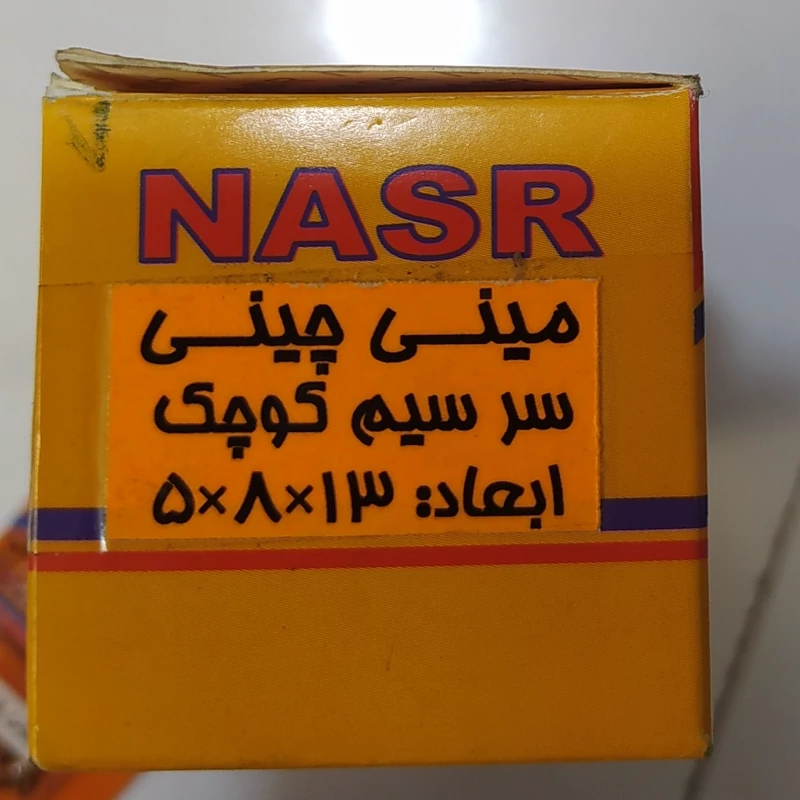 NASR
مینی چینی
سر سیم کوچک
ابعاد: ۱۳×۸×۵